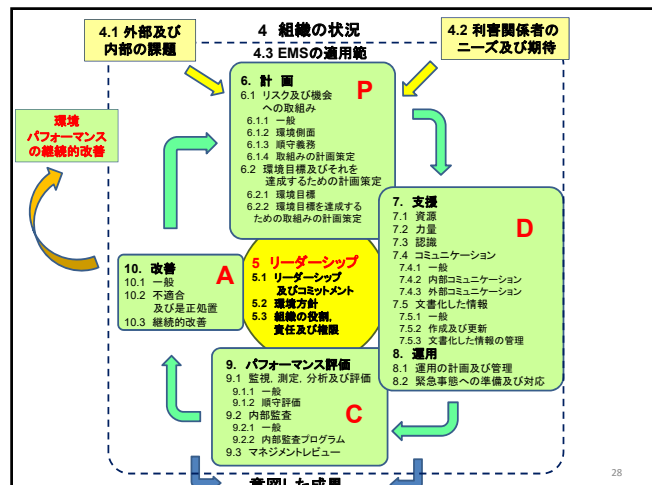 4 組織の状況
4.1 外部及び
内部の課題
4.2 利害関係者の
ニーズ及び期待
4.3 EMSの適用範
6. 計 画
P
6.1 リスク及び機会
への取組み
6.1.1 一般
6.1.2 環境側面
6.1.3 順守義務
6.1.4 取組みの計画策定
6.2 環境目標及びそれを
達成するための計画策定
6.2.1 環境目標
6.2.2 環境目標を達成する
ための取組みの計画策定
環境
パフォーマンス
の継続的改善
7. 支援
7.1 資源
7.2 力量
7.3 認識
7.4 コミュニケーション
7.4.1 一般
7.4.2 内部コミュニケーション
7.4.3 外部コミュニケーション
7.5 文書化した情報
7.5.1 一般
7.5.2 作成及び更新
7.5.3 文書化した情報の管理
8. 運用
8.1 運用の計画及び管理
8.2 緊急事態への準備及び対応
D
5 リーダーシップ
5.1 リーダーシップ
及びコミットメント
5.2 環境方針
5.3 組織の役割,
責任及び権限
10. 改善
10.1 一般
10.2 不適合
及び是正処置
10.3 継続的改善
A
9. パフォーマンス評価
9.1 監視, 測定, 分析及び評価
9.1.1 一般
9.1.2 順守評価
9.2 内部監査
9.2.1 一般
9.2.2 内部監査プログラム
9.3 マネジメントレビュー
C
意図した成果
28